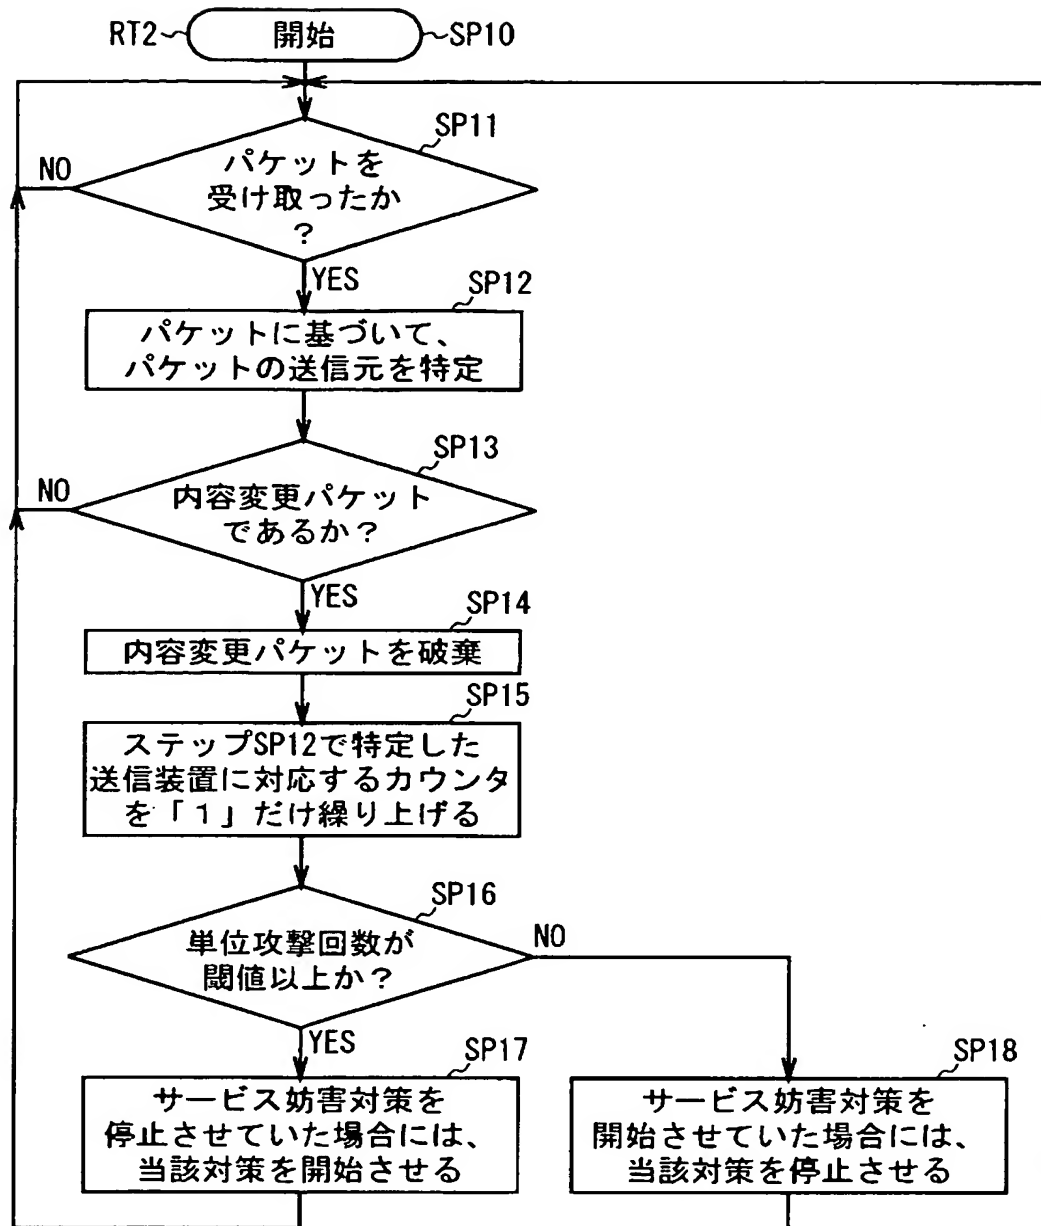 RT2 開始 SP10
SP11
NO
パケットを
受け取ったか
?
YES
SP12
パケットに基づいて、
パケットの送信元を特定
SP13
NO
内容変更パケット
であるか?
YES
SP14
内容変更パケットを破棄
SP15
ステップSP12で特定した
送信装置に対応するカウンタ
を「1」だけ繰り上げる
SP16
NO
単位攻撃回数が
閾値以上か?
YES
SP17
サービス妨害対策を
停止させていた場合には、
当該対策を開始させる
SP18
サービス妨害対策を
開始させていた場合には、
当該対策を停止させる